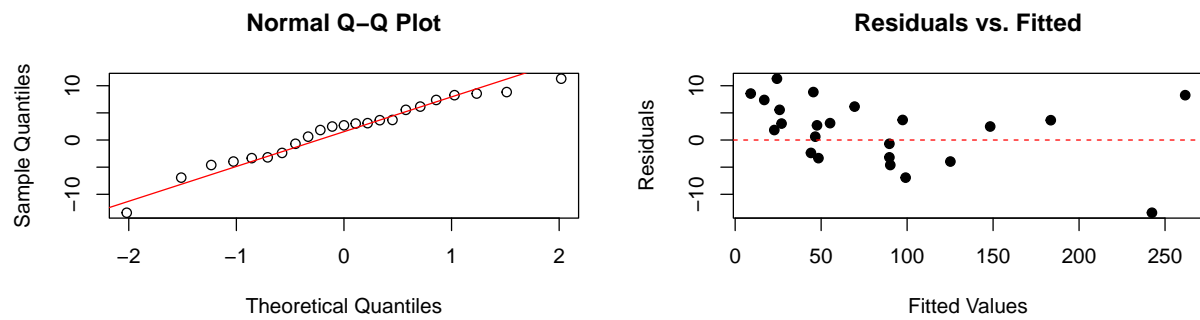 Normal Q−Q Plot
Sample Quantiles
10
0
−10
−2
−1
0
1
2
Theoretical Quantiles
Residuals vs. Fitted
Residuals
10
0
−10
0
50
100
150
200
250
Fitted Values